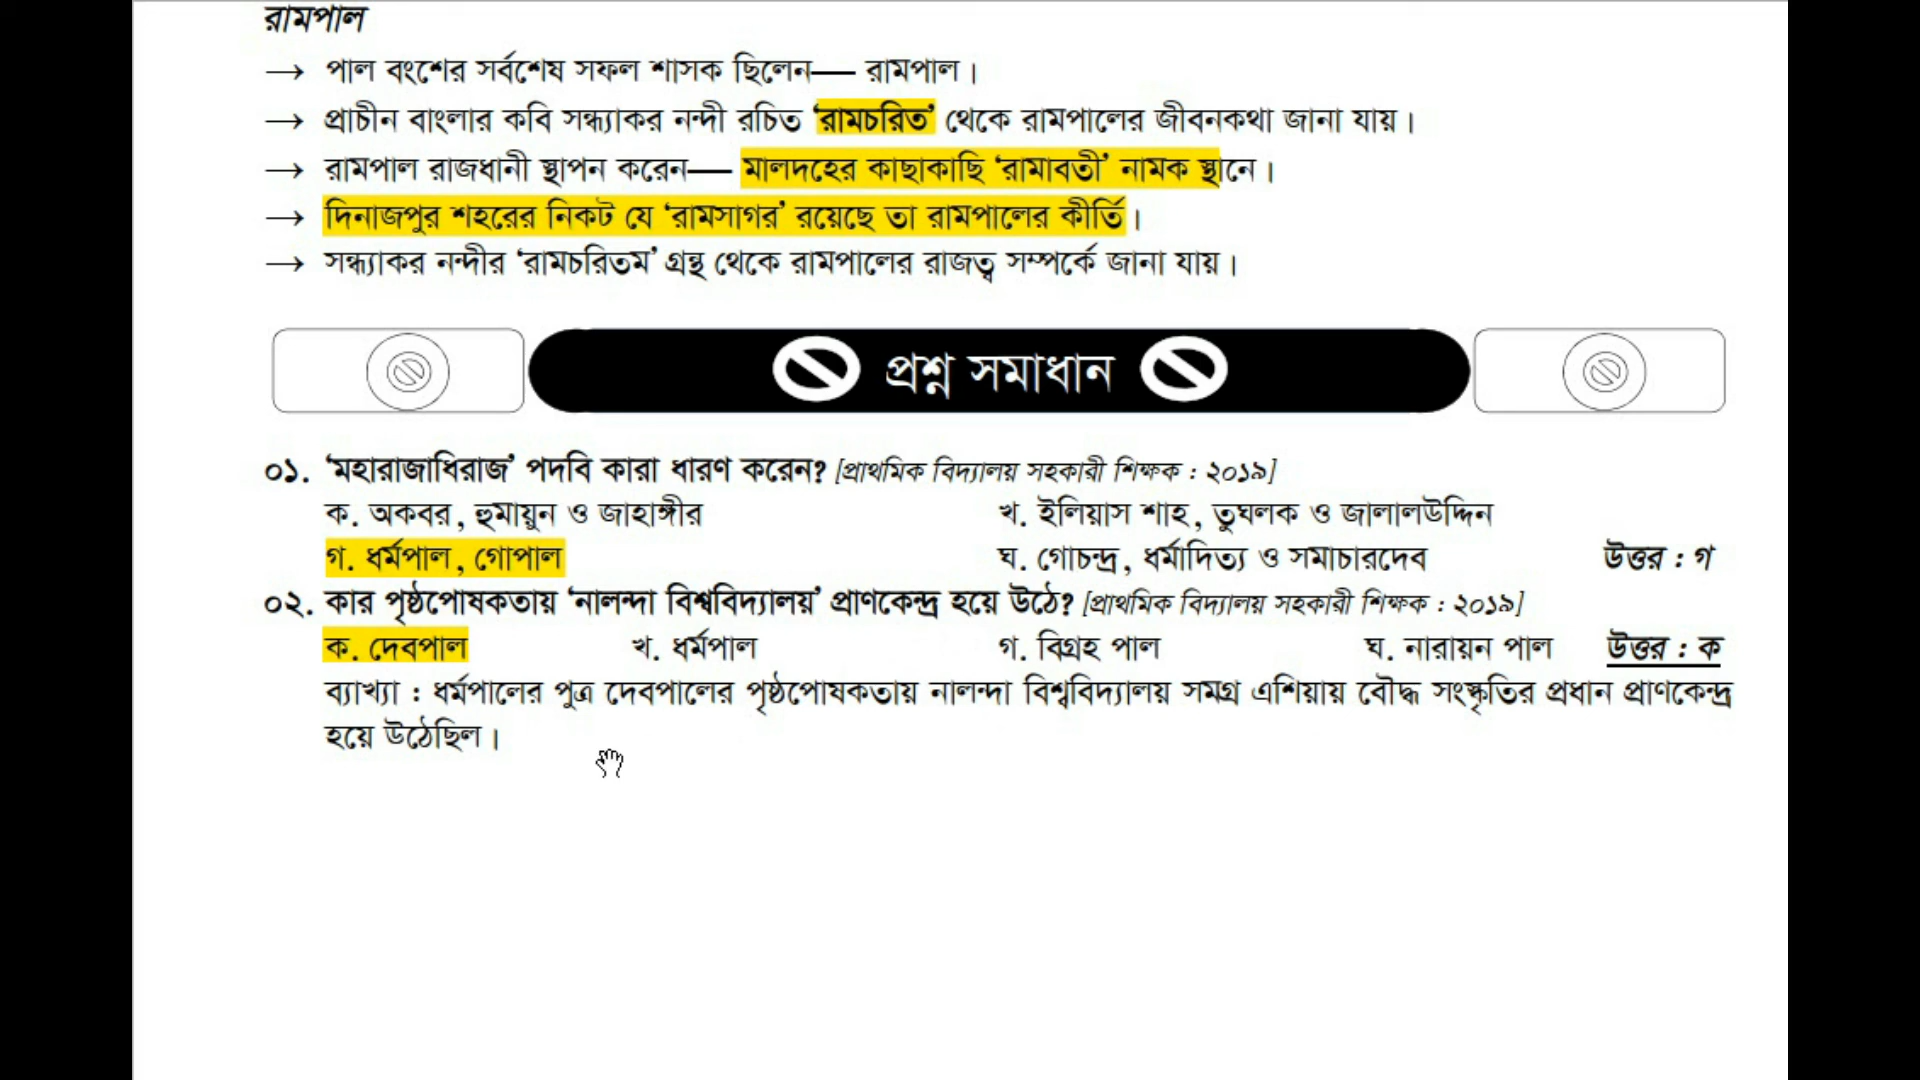 রামপাল
→ পাল বংশের সর্বশেষ সফল শাসক ছিলেন— রামপাল।
→ প্রাচীন বাংলার কবি সন্ধ্যাকর নন্দী রচিত ‘রামচরিত’ থেকে রামপালের জীবনকথা জানা যায়।
→ রামপাল রাজধানী স্থাপন করেন— মালদহের কাছাকাছি ‘রামাবতী’ নামক স্থানে।
→ দিনাজপুর শহরের নিকট যে ‘রামসাগর’ রয়েছে তা রামপালের কীর্তি।
→ সন্ধ্যাকর নন্দীর ‘রামচরিতম’ গ্রন্থ থেকে রামপালের রাজত্ব সম্পর্কে জানা যায়।
প্রশ্ন সমাধান
০১. ‘মহারাজাধিরাজ’ পদবি কারা ধারণ করেন? [প্রাথমিক বিদ্যালয় সহকারী শিক্ষক : ২০১৯]
ক. অকবর, হুমায়ুন ও জাহাঙ্গীর খ. ইলিয়াস শাহ, তুঘলক ও জালালউদ্দিন
গ. ধর্মপাল, গোপাল ঘ. গোচন্দ্র, ধর্মাদিত্য ও সমাচারদেব উত্তর : গ
০২. কার পৃষ্ঠপোষকতায় ‘নালন্দা বিশ্ববিদ্যালয়’ প্রাণকেন্দ্র হয়ে উঠে? [প্রাথমিক বিদ্যালয় সহকারী শিক্ষক : ২০১৯]
ক. দেবপাল খ. ধর্মপাল গ. বিগ্রহ পাল ঘ. নারায়ন পাল উত্তর : ক
ব্যাখ্যা : ধর্মপালের পুত্র দেবপালের পৃষ্ঠপোষকতায় নালন্দা বিশ্ববিদ্যালয় সমগ্র এশিয়ায় বৌদ্ধ সংস্কৃতির প্রধান প্রাণকেন্দ্র
হয়ে উঠেছিল।